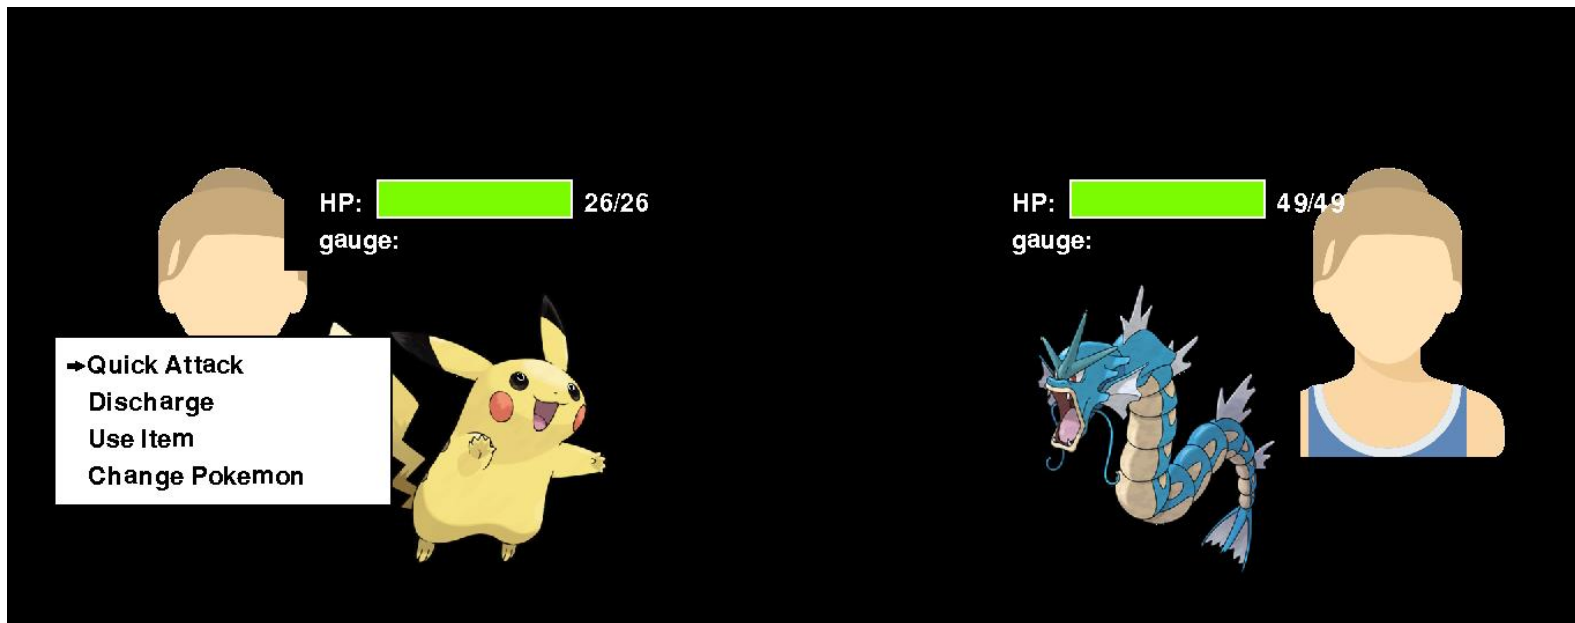 HP: 26/26
gauge:
HP: 49/49
gauge:
➔Quick Attack
Discharge
Use Item
Change Pokemon